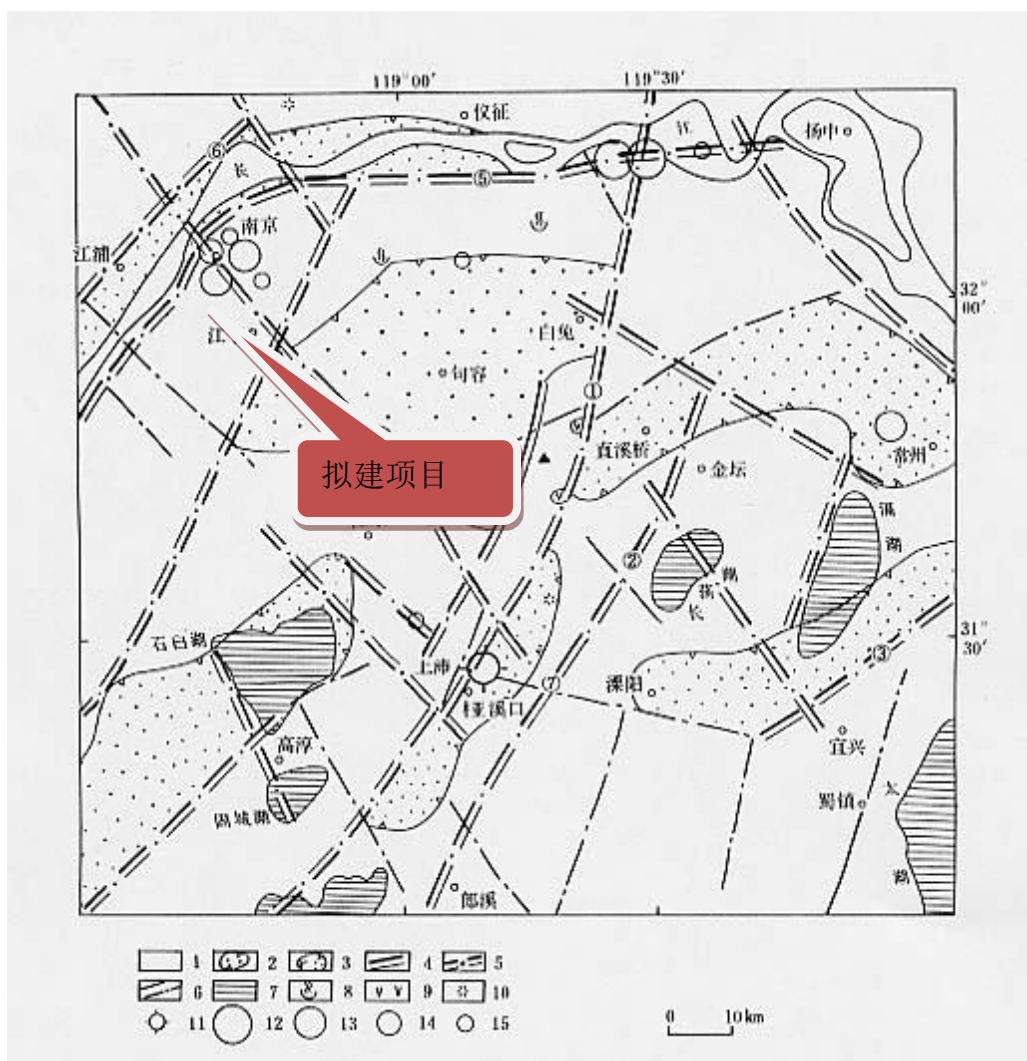 119°00′
119°30′
仪征
江
扬中
⑥
长
⑤
南京
江浦
32°
00′
江
白兔
句容
①
拟建项目
直溪桥
常州
金坛
滆
湖
②
长
荡
湖
31°
30′
石臼湖
③
上沛
⑦
溧阳
溪口
宜兴
高淳
固城湖
蜀镇
太
湖
郎溪
1
2
3
4
5
6
7
8
9
10
11
12
13
14
15
0
10km